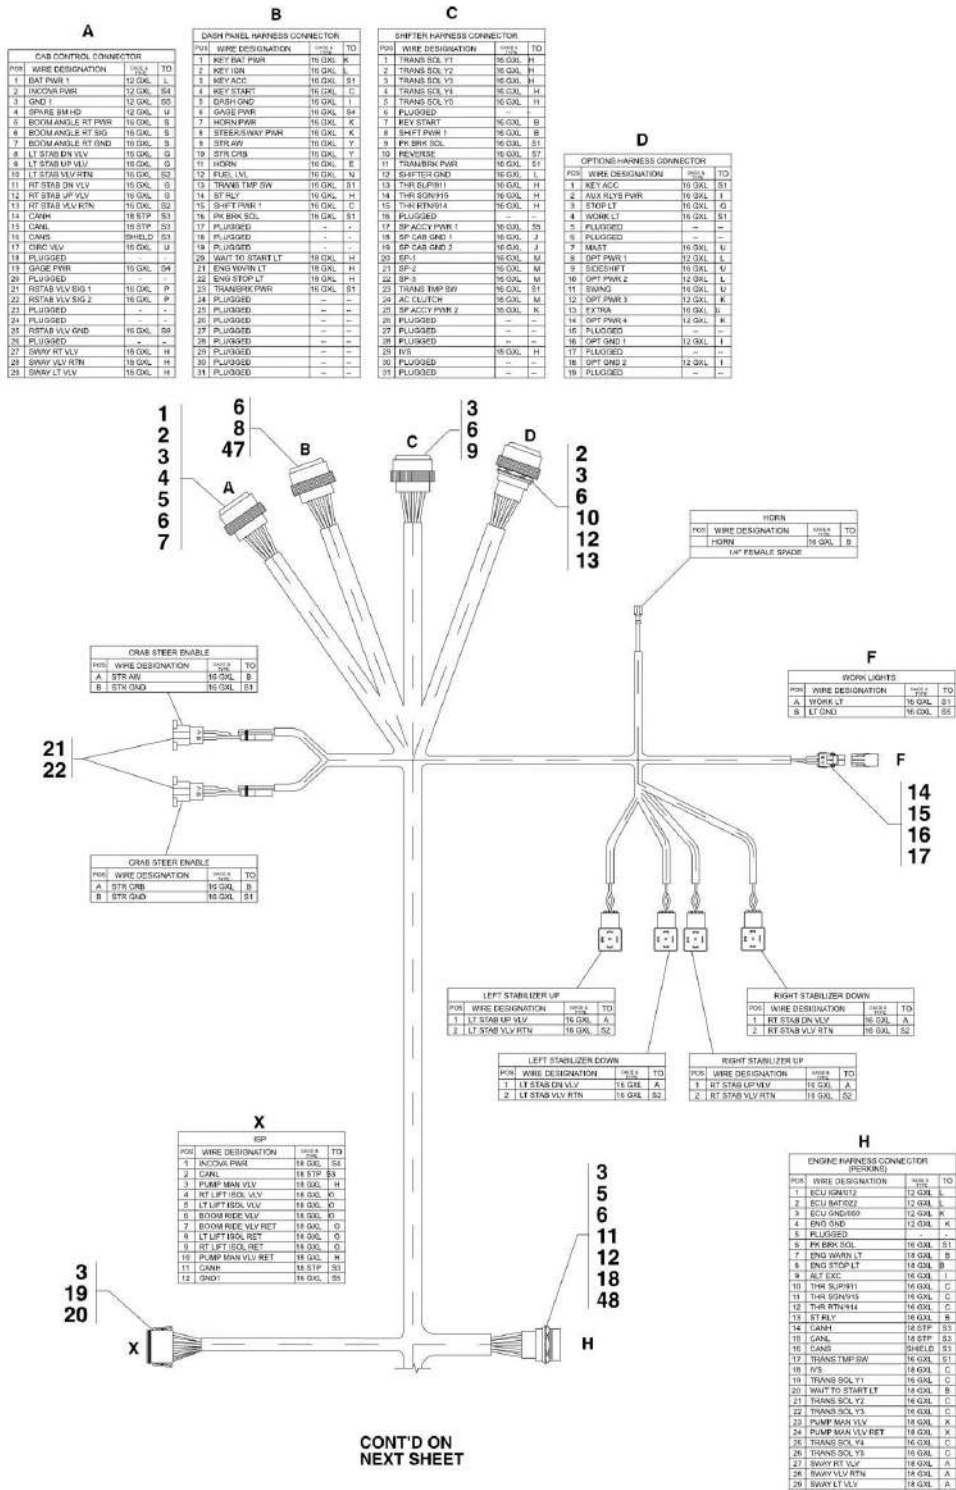 A
CAB CONTROL CONNECTOR
POS WIRE DESIGNATION GAGE & TYPE TO
1 BAT PWR 1 12 GXL L
2 INCOVA PWR 12 GXL S4
3 GND 1 12 GXL S5
4 SPARE BM HD 12 GXL U
5 BOOM ANGLE RT PWR 16 GXL S
6 BOOM ANGLE RT SIG 16 GXL S
7 BOOM ANGLE RT GND 16 GXL S
8 LT STAB DN VLV 16 GXL G
9 LT STAB UP VLV 16 GXL G
10 LT STAB VLV RTN 16 GXL S2
11 RT STAB DN VLV 16 GXL G
12 RT STAB UP VLV 16 GXL G
13 RT STAB VLV RTN 16 GXL S2
14 CANH 18 STP S3
15 CANL 18 STP S3
16 CANS SHIELD S3
17 CIRC VLV 16 GXL U
18 PLUGGED - -
19 GAGE PWR 16 GXL S4
20 PLUGGED - -
21 RSTAB VLV SIG 1 16 GXL P
22 RSTAB VLV SIG 2 16 GXL P
23 PLUGGED - -
24 PLUGGED - -
25 RSTAB VLV GND 16 GXL
26 PLUGGED -- --
27 SWAY RT VLV 18 GXL H
28 SWAY VLV RTN 18 GXL H
29 SWAY LT VLV 18 GXL H
B
DASH PANEL HARNESS CONNECTOR
POS WIRE DESIGNATION GAGE & TYPE TO
1 KEY BAT PWR 16 GXL K
2 KEY IGN 16 GXL L
3 KEY ACC 16 GXL S1
4 KEY START 16 GXL C
5 DASH GND 16 GXL I
6 GAGE PWR 16 GXL S4
7 HORN PWR 16 GXL K
8 STEER/SWAY PWR 16 GXL K
9 STR AW 16 GXL Y
10 STR CRB 16 GXL Y
11 HORN 16 GXL E
12 FUEL LVL 16 GXL N
13 TRANS TMP SW 16 GXL S1
14 ST RLY 16 GXL H
15 SHIFT PWR 1 16 GXL C
16 PK BRK SOL 16 GXL S1
17 PLUGGED - -
18 PLUGGED - -
19 PLUGGED - -
20 WAIT TO START LT 18 GXL H
21 ENG WARN LT 18 GXL H
22 ENG STOP LT 18 GXL H
23 TRAN/BRK PWR 16 GXL S1
24 PLUGGED -- --
25 PLUGGED -- --
26 PLUGGED -- --
27 PLUGGED -- --
28 PLUGGED -- --
29 PLUGGED -- --
30 PLUGGED -- --
31 PLUGGED -- --
C
SHIFTER HARNESS CONNECTOR
POS WIRE DESIGNATION GAGE & TYPE TO
1 TRANS SOL Y1 16 GXL H
2 TRANS SOL Y2 16 GXL H
3 TRANS SOL Y3 16 GXL H
4 TRANS SOL Y4 16 GXL H
5 TRANS SOL Y5 16 GXL H
6 PLUGGED - -
7 KEY START 16 GXL B
8 SHIFT PWR 1 16 GXL B
9 PK BRK SOL 16 GXL S1
10 REVERSE 16 GXL S7
11 TRAN/BRK PWR 16 GXL S1
12 SHIFTER GND 16 GXL L
13 THR SUP/911 16 GXL H
14 THR SGN/915 16 GXL H
15 THR RTN/914 16 GXL H
16 PLUGGED -- --
17 SP ACCY PWR 1 16 GXL S5
18 SP CAB GND 1 16 GXL J
19 SP CAB GND 2 16 GXL J
20 SP-1 16 GXL M
21 SP-2 16 GXL M
22 SP-3 16 GXL M
23 TRANS TMP SW 16 GXL S1
24 AC CLUTCH 16 GXL M
25 SP ACCY PWR 2 16 GXL K
26 PLUGGED -- --
27 PLUGGED -- --
28 PLUGGED -- --
29 IVS 18 GXL H
30 PLUGGED -- --
31 PLUGGED -- --
D
OPTIONS HARNESS CONNECTOR
POS WIRE DESIGNATION GAGE & TYPE TO
1 KEY ACC 16 GXL S1
2 AUX RLYS PWR 16 GXL I
3 STOP LT 16 GXL G
4 WORK LT 16 GXL S1
5 PLUGGED -- --
6 PLUGGED -- --
7 MAST 16 GXL U
8 OPT PWR 1 12 GXL L
9 SIDESHIFT 16 GXL U
10 OPT PWR 2 12 GXL L
11 SWING 16 GXL U
12 OPT PWR 3 12 GXL K
13 EXTRA 16 GXL U
14 OPT PWR 4 12 GXL K
15 PLUGGED -- --
16 OPT GND 1 12 GXL I
17 PLUGGED -- --
18 OPT GND 2 12 GXL I
19 PLUGGED -- --
1
2
3
4
5
6
7
A
6
8
47
B
C
3
6
9
D
2
3
6
10
12
13
HORN
POS WIRE DESIGNATION GAGE & TYPE TO
HORN 16 GXL B
1/4" FEMALE SPADE
CRAB STEER ENABLE
POS WIRE DESIGNATION GAGE & TYPE TO
A STR AW 16 GXL B
B STR GND 16 GXL S1
21
22
CRAB STEER ENABLE
POS WIRE DESIGNATION GAGE & TYPE TO
A STR CRB 16 GXL B
B STR GND 16 GXL S1
F
WORK LIGHTS
POS WIRE DESIGNATION GAGE & TYPE TO
A WORK LT 16 GXL S1
B LT GND 16 GXL S5
F
14
15
16
17
LEFT STABILIZER UP
POS WIRE DESIGNATION GAGE & TYPE TO
1 LT STAB UP VLV 16 GXL A
2 LT STAB VLV RTN 16 GXL S2
RIGHT STABILIZER DOWN
POS WIRE DESIGNATION GAGE & TYPE TO
1 RT STAB DN VLV 16 GXL A
2 RT STAB VLV RTN 16 GXL S2
LEFT STABILIZER DOWN
POS WIRE DESIGNATION GAGE & TYPE TO
1 LT STAB DN VLV 16 GXL A
2 LT STAB VLV RTN 16 GXL S2
RIGHT STABILIZER UP
POS WIRE DESIGNATION GAGE & TYPE TO
1 RT STAB UP VLV 16 GXL A
2 RT STAB VLV RTN 16 GXL S2
X
ISP
POS WIRE DESIGNATION GAGE & TYPE TO
1 INCOVA PWR 18 GXL S4
2 CANL 18 STP S3
3 PUMP MAN VLV 18 GXL H
4 RT LIFT ISOL VLV 18 GXL O
5 LT LIFT ISOL VLV 18 GXL O
6 BOOM RIDE VLV 18 GXL O
7 BOOM RIDE VLV RET 18 GXL O
8 LT LIFT ISOL RET 18 GXL O
9 RT LIFT ISOL RET 18 GXL O
10 PUMP MAN VLV RET 18 GXL H
11 CANH 18 STP S3
12 GND1 16 GXL S5
3
19
20
X
3
5
6
11
12
18
48
H
H
ENGINE HARNESS CONNECTOR
(PERKINS)
POS WIRE DESIGNATION GAGE & TYPE TO
1 ECU IGN/012 12 GXL L
2 ECU BAT/022 12 GXL L
3 ECU GND/050 12 GXL K
4 ENG GND 12 GXL K
5 PLUGGED - -
6 PK BRK SOL 16 GXL S1
7 ENG WARN LT 18 GXL B
8 ENG STOP LT 18 GXL B
9 ALT EXC 16 GXL I
10 THR SUP/911 16 GXL C
11 THR SGN/915 16 GXL C
12 THR RTN/914 16 GXL C
13 ST RLY 16 GXL B
14 CANH 18 STP S3
15 CANL 18 STP S3
16 CANS SHIELD S3
17 TRANS TMP SW 16 GXL S1
18 IVS 18 GXL C
19 TRANS SOL Y1 16 GXL C
20 WAIT TO START LT 18 GXL B
21 TRANS SOL Y2 16 GXL C
22 TRANS SOL Y3 16 GXL C
23 PUMP MAN VLV 18 GXL X
24 PUMP MAN VLV RET 18 GXL X
25 TRANS SOL Y4 16 GXL C
26 TRANS SOL Y5 16 GXL C
27 SWAY RT VLV 18 GXL A
28 SWAY VLV RTN 18 GXL A
29 SWAY LT VLV 18 GXL A
CONT'D ON
NEXT SHEET